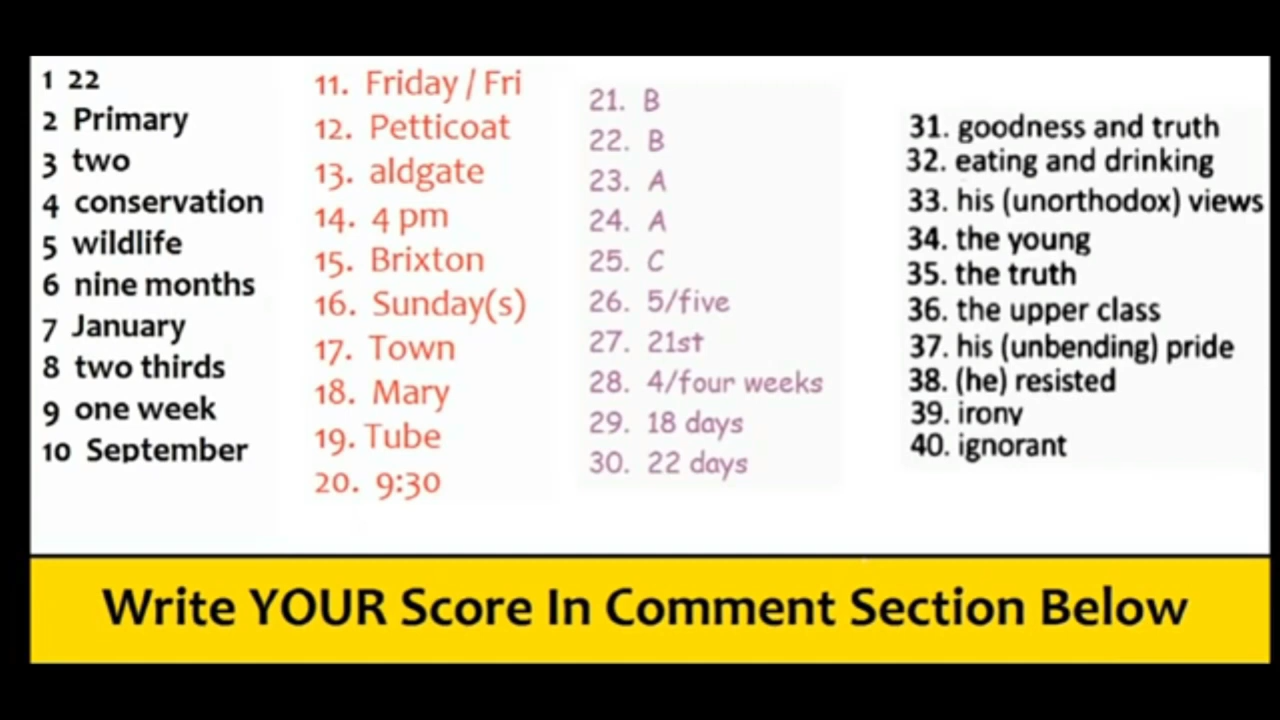 1 22
2 Primary
3 two
4 conservation
5 wildlife
6 nine months
7 January
8 two thirds
9 one week
10 September
11. Friday / Fri
12. Petticoat
13. aldgate
14. 4 pm
15. Brixton
16. Sunday(s)
17. Town
18. Mary
19. Tube
20. 9:30
21. B
22. B
23. A
24. A
25. C
26. 5/five
27. 21st
28. 4/four weeks
29. 18 days
30. 22 days
31. goodness and truth
32. eating and drinking
33. his (unorthodox) views
34. the young
35. the truth
36. the upper class
37. his (unbending) pride
38. (he) resisted
39. irony
40. ignorant
Write YOUR Score In Comment Section Below